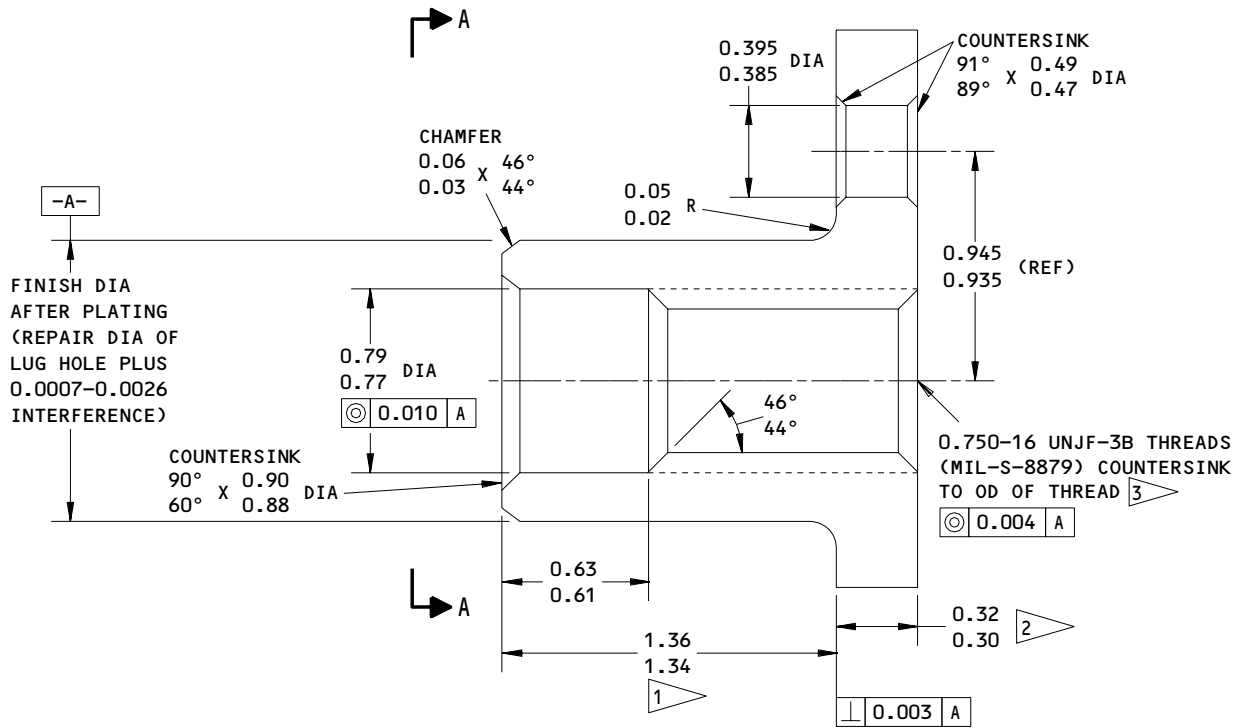 A
0.395
0.385 DIA
COUNTERSINK
91° X 0.49 DIA
89° 0.47
CHAMFER
0.06 X 46°
0.03 44°
-A-
0.05 R
0.02
0.945 (REF)
0.935
FINISH DIA
AFTER PLATING
(REPAIR DIA OF
LUG HOLE PLUS
0.0007-0.0026
INTERFERENCE)
0.79 DIA
0.77
◎ 0.010 A
46°
44°
COUNTERSINK
90° X 0.90 DIA
60° 0.88
0.750-16 UNJF-3B THREADS
(MIL-S-8879) COUNTERSINK
TO OD OF THREAD 3
◎ 0.004 A
0.63
0.61
A
0.32
0.30 2
1.36
1.34
1
⊥ 0.003 A